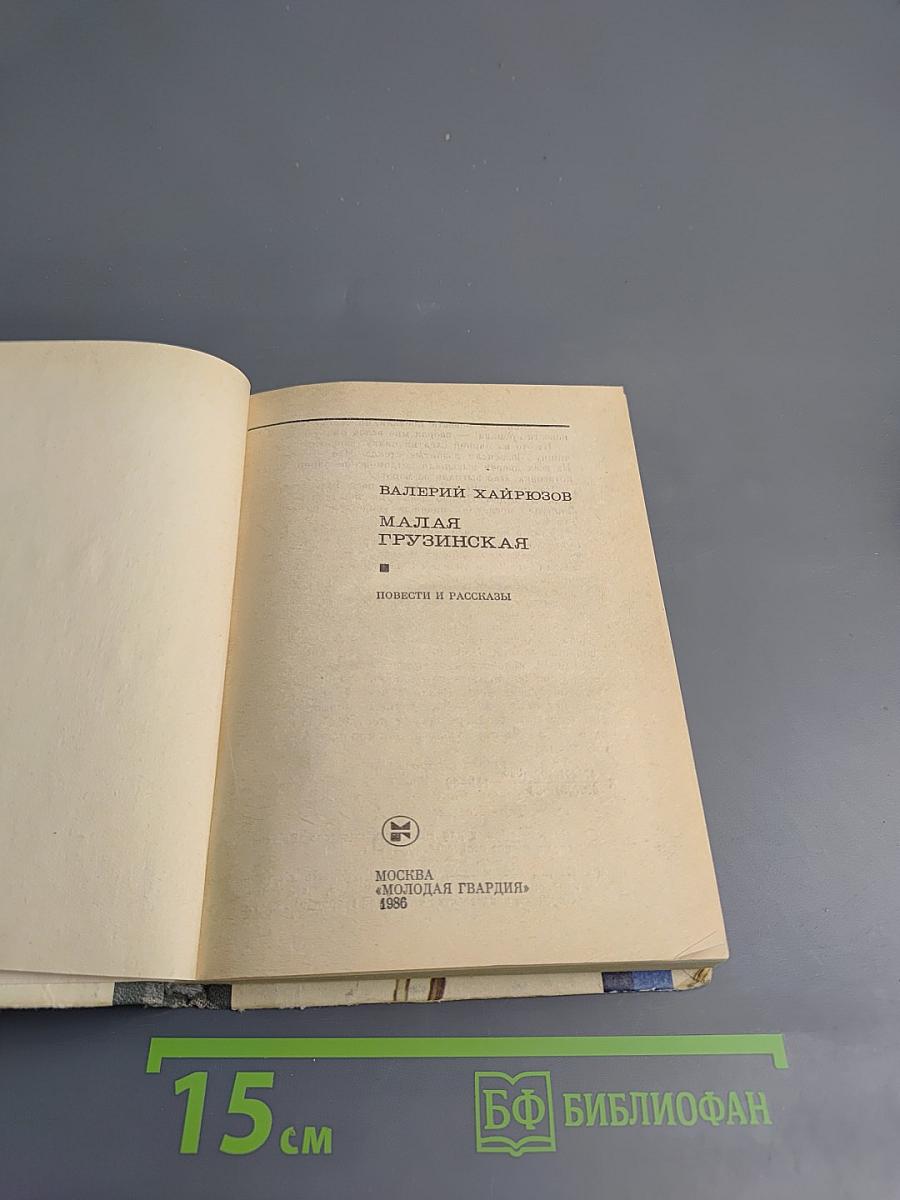 ВАЛЕРИЙ ХАЙРЮЗОВ
МАЛАЯ
ГРУЗИНСКАЯ
ПОВЕСТИ И РАССКАЗЫ
МОСКВА
«МОЛОДАЯ ГВАРДИЯ»
1986
15 см
БФ БИБЛИОФАН